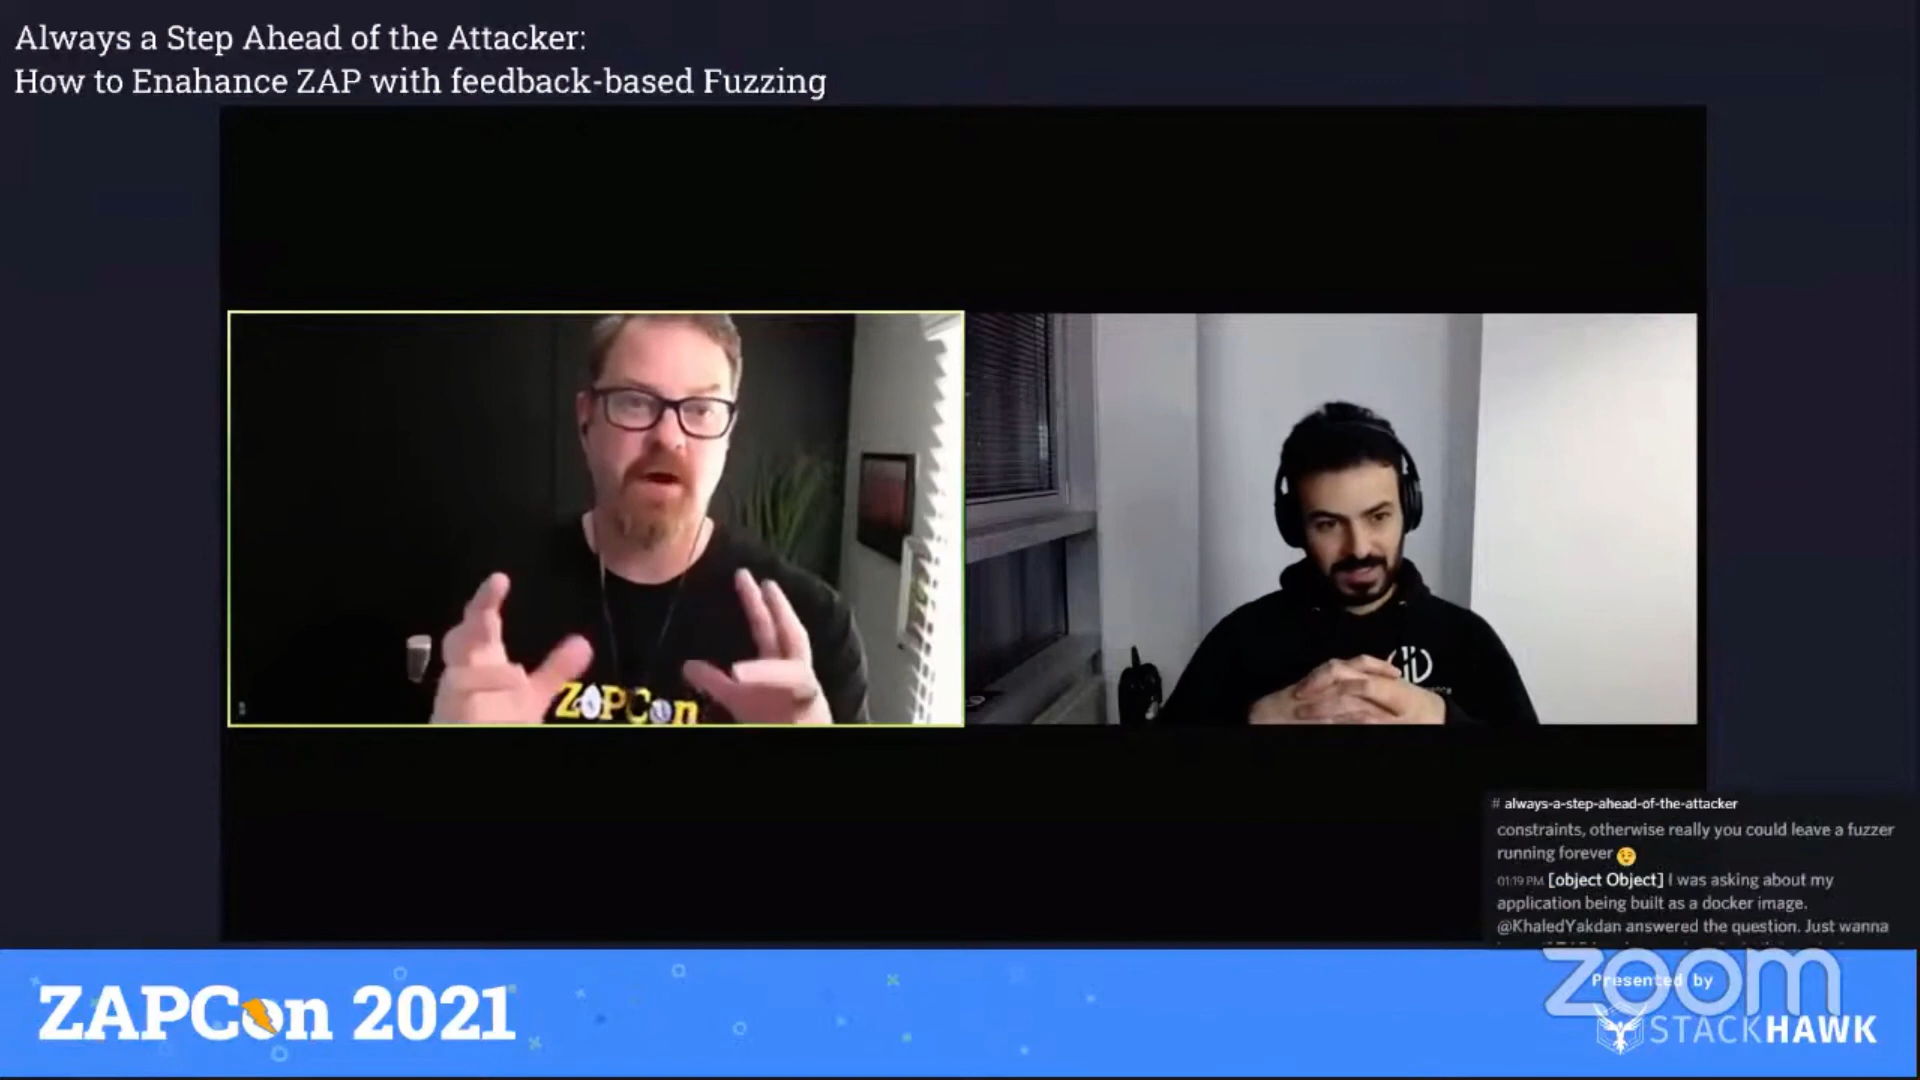 Always a Step Ahead of the Attacker:
How to Enahance ZAP with feedback-based Fuzzing
ZAPCon
# always-a-step-ahead-of-the-attacker
constraints, otherwise really you could leave a fuzzer
running forever 😏
01:19 PM [object Object] I was asking about my
application being built as a docker image.
@KhaledYakdan answered the question. Just wanna
ZAPCon 2021
zoom
Presented by
STACKHAWK